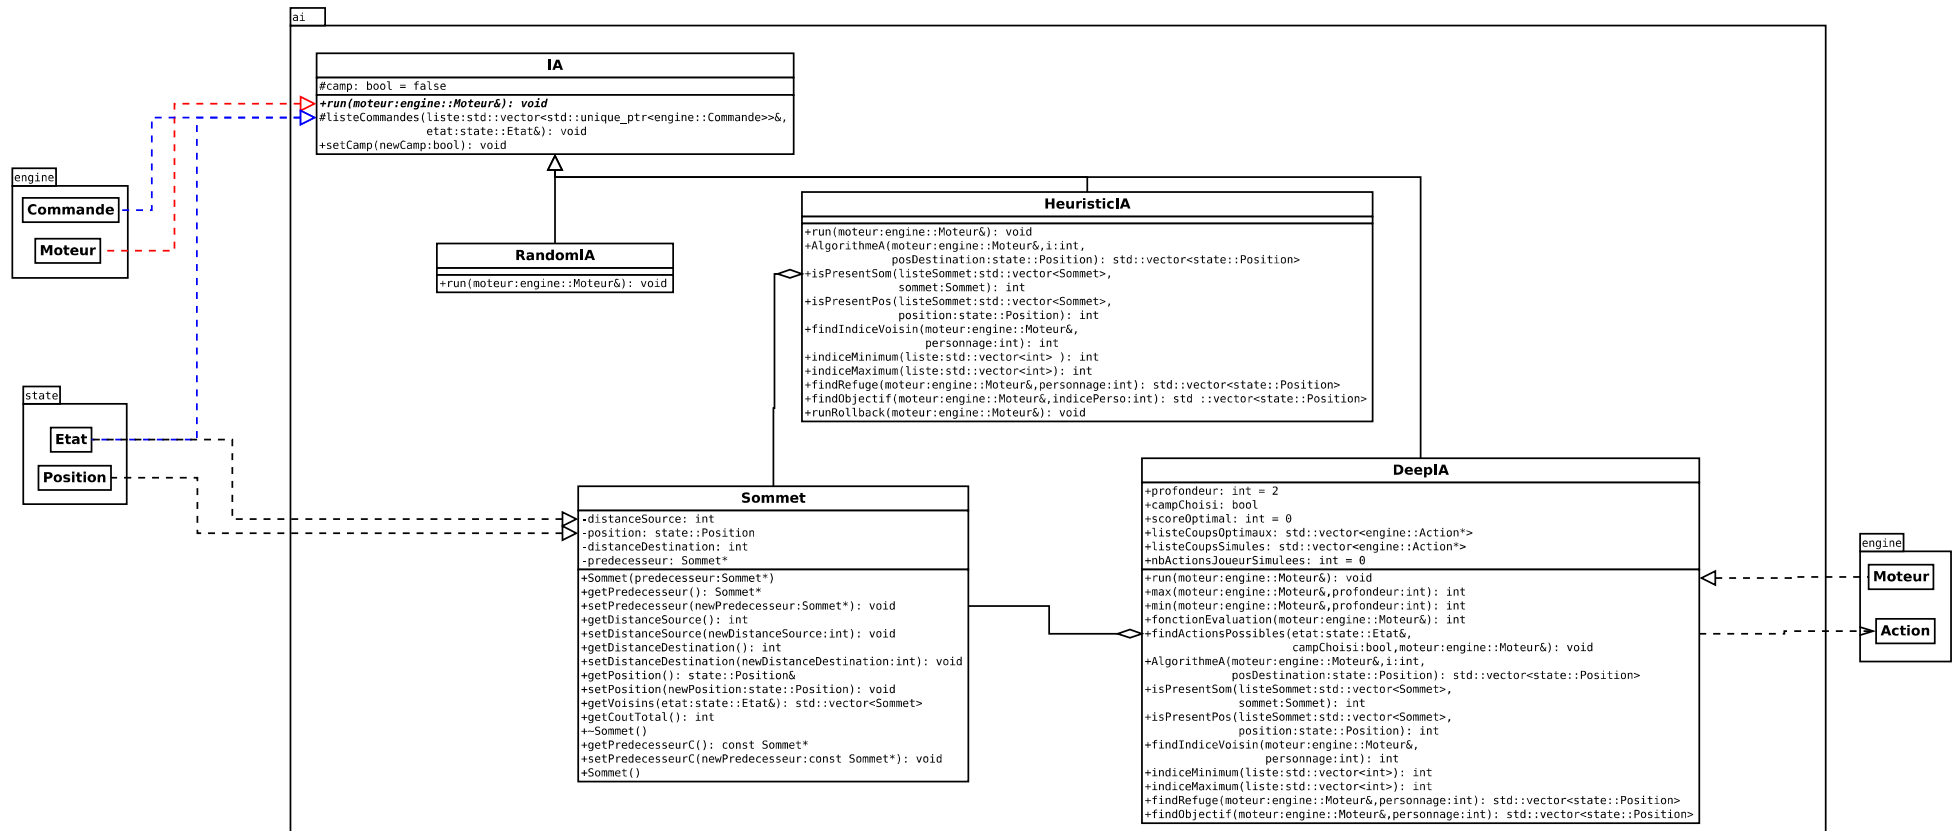 ai
IA
#camp: bool = false
+run(moteur:engine::Moteur&): void
#listeCommandes(liste:std::vector<std::unique_ptr<engine::Commande>>&,
etat:state::Etat&): void
+setCamp(newCamp:bool): void
engine
Commande
Moteur
RandomIA
+run(moteur:engine::Moteur&): void
HeuristicIA
+run(moteur:engine::Moteur&): void
+AlgorithmeA(moteur:engine::Moteur&,i:int,
posDestination:state::Position): std::vector<state::Position>
+isPresentSom(listeSommet:std::vector<Sommet>,
sommet:Sommet): int
+isPresentPos(listeSommet:std::vector<Sommet>,
position:state::Position): int
+findIndiceVoisin(moteur:engine::Moteur&,
personnage:int): int
+indiceMinimum(liste:std::vector<int> ): int
+indiceMaximum(liste:std::vector<int>): int
+findRefuge(moteur:engine::Moteur&,personnage:int): std::vector<state::Position>
+findObjectif(moteur:engine::Moteur&,indicePerso:int): std ::vector<state::Position>
+runRollback(moteur:engine::Moteur&): void
state
Etat
Position
Sommet
-distanceSource: int
-position: state::Position
-distanceDestination: int
-predecesseur: Sommet*
+Sommet(predecesseur:Sommet*)
+getPredecesseur(): Sommet*
+setPredecesseur(newPredecesseur:Sommet*): void
+getDistanceSource(): int
+setDistanceSource(newDistanceSource:int): void
+getDistanceDestination(): int
+setDistanceDestination(newDistanceDestination:int): void
+getPosition(): state::Position&
+setPosition(newPosition:state::Position): void
+getVoisins(etat:state::Etat&): std::vector<Sommet>
+getCoutTotal(): int
+~Sommet()
+getPredecesseurC(): const Sommet*
+setPredecesseurC(newPredecesseur:const Sommet*): void
+Sommet()
DeepIA
+profondeur: int = 2
+campChoisi: bool
+scoreOptimal: int = 0
+listeCoupsOptimaux: std::vector<engine::Action*>
+listeCoupsSimules: std::vector<engine::Action*>
+nbActionsJoueurSimulees: int = 0
+run(moteur:engine::Moteur&): void
+max(moteur:engine::Moteur&,profondeur:int): int
+min(moteur:engine::Moteur&,profondeur:int): int
+fonctionEvaluation(moteur:engine::Moteur&): int
+findActionsPossibles(etat:state::Etat&,
campChoisi:bool,moteur:engine::Moteur&): void
+AlgorithmeA(moteur:engine::Moteur&,i:int,
posDestination:state::Position): std::vector<state::Position>
+isPresentSom(listeSommet:std::vector<Sommet>,
sommet:Sommet): int
+isPresentPos(listeSommet:std::vector<Sommet>,
position:state::Position): int
+findIndiceVoisin(moteur:engine::Moteur&,
personnage:int): int
+indiceMinimum(liste:std::vector<int>): int
+indiceMaximum(liste:std::vector<int>): int
+findRefuge(moteur:engine::Moteur&,personnage:int): std::vector<state::Position>
+findObjectif(moteur:engine::Moteur&,personnage:int): std::vector<state::Position>
engine
Moteur
Action